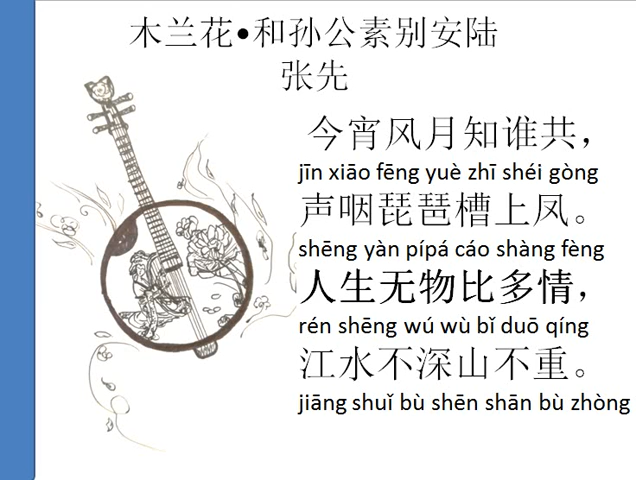 木兰花•和孙公素别安陆
张先
今宵风月知谁共，
jīn xiāo fēng yuè zhī shéi gòng
声咽琵琶槽上凤。
shēng yàn pípá cáo shàng fèng
人生无物比多情，
rén shēng wú wù bǐ duō qíng
江水不深山不重。
jiāng shuǐ bù shēn shān bù zhòng